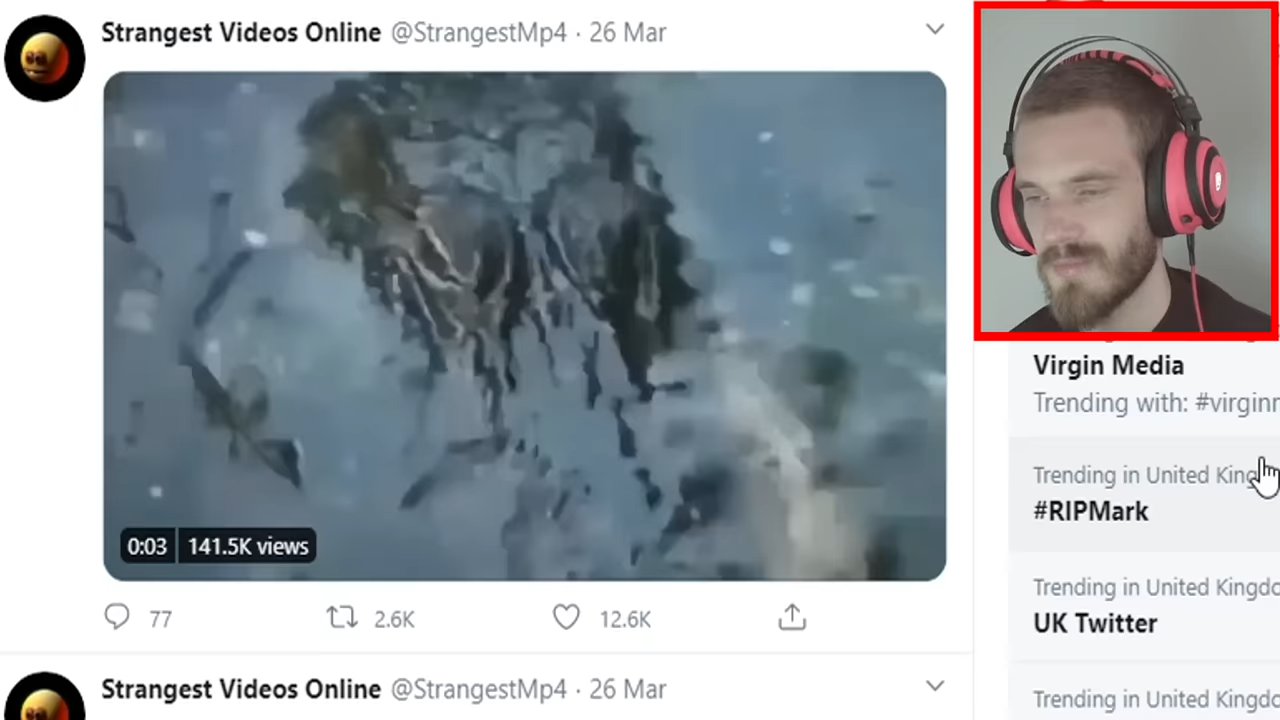 Strangest Videos Online @StrangestMp4 · 26 Mar
0:03 141.5K views
77 2.6K 12.6K
Strangest Videos Online @StrangestMp4 · 26 Mar
Virgin Media
Trending with: #virginm
Trending in United King
#RIPMark
Trending in United Kingdo
UK Twitter
Trending in United Kingdo